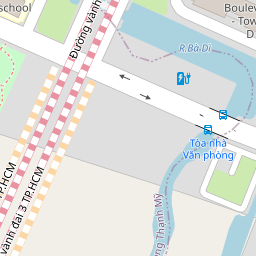 school
Boulev
Tow
D.
Đường vành
R.Bà Di
Tòa nhà
Văn phòng
P.HCM
vành đai 3 TP.HCM
ng Thanh Mỹ